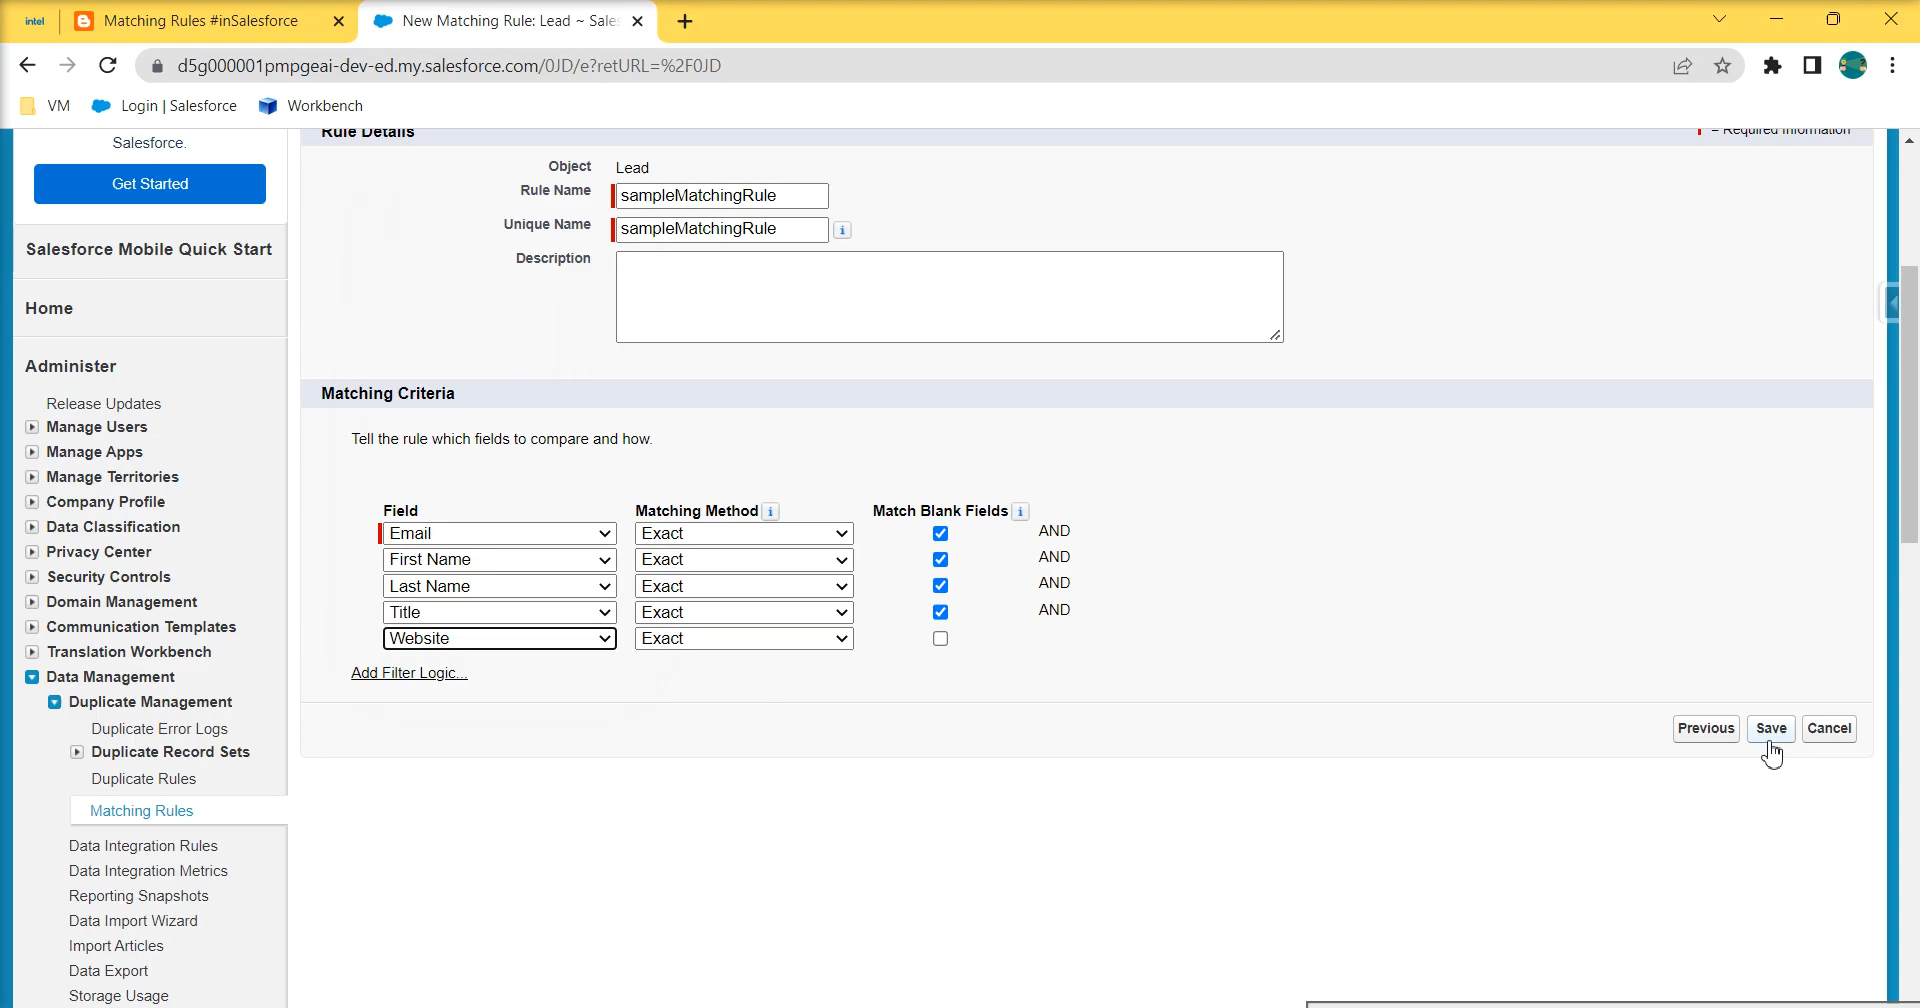 intel
Matching Rules #inSalesforce
New Matching Rule: Lead ~ Sale
d5g000001pmpgeai-dev-ed.my.salesforce.com/0JD/e?retURL=%2F0JD
VM
Login | Salesforce
Workbench
Salesforce.
Get Started
Salesforce Mobile Quick Start
Home
Administer
Release Updates
Manage Users
Manage Apps
Manage Territories
Company Profile
Data Classification
Privacy Center
Security Controls
Domain Management
Communication Templates
Translation Workbench
Data Management
Duplicate Management
Duplicate Error Logs
Duplicate Record Sets
Duplicate Rules
Matching Rules
Data Integration Rules
Data Integration Metrics
Reporting Snapshots
Data Import Wizard
Import Articles
Data Export
Storage Usage
Rule Details
= Required Information
Object Lead
Rule Name sampleMatchingRule
Unique Name sampleMatchingRule i
Description
Matching Criteria
Tell the rule which fields to compare and how.
Field Matching Method i Match Blank Fields i
Email Exact AND
First Name Exact AND
Last Name Exact AND
Title Exact AND
Website Exact
Add Filter Logic...
Previous Save Cancel